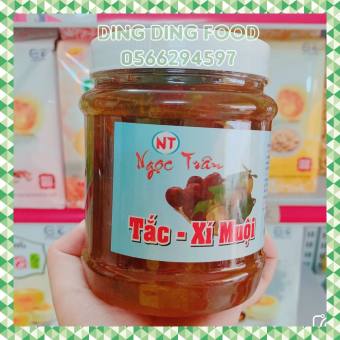 DING DING FOOD
0566294597
NT
Ngọc Trân
Tắc - Xí Muội